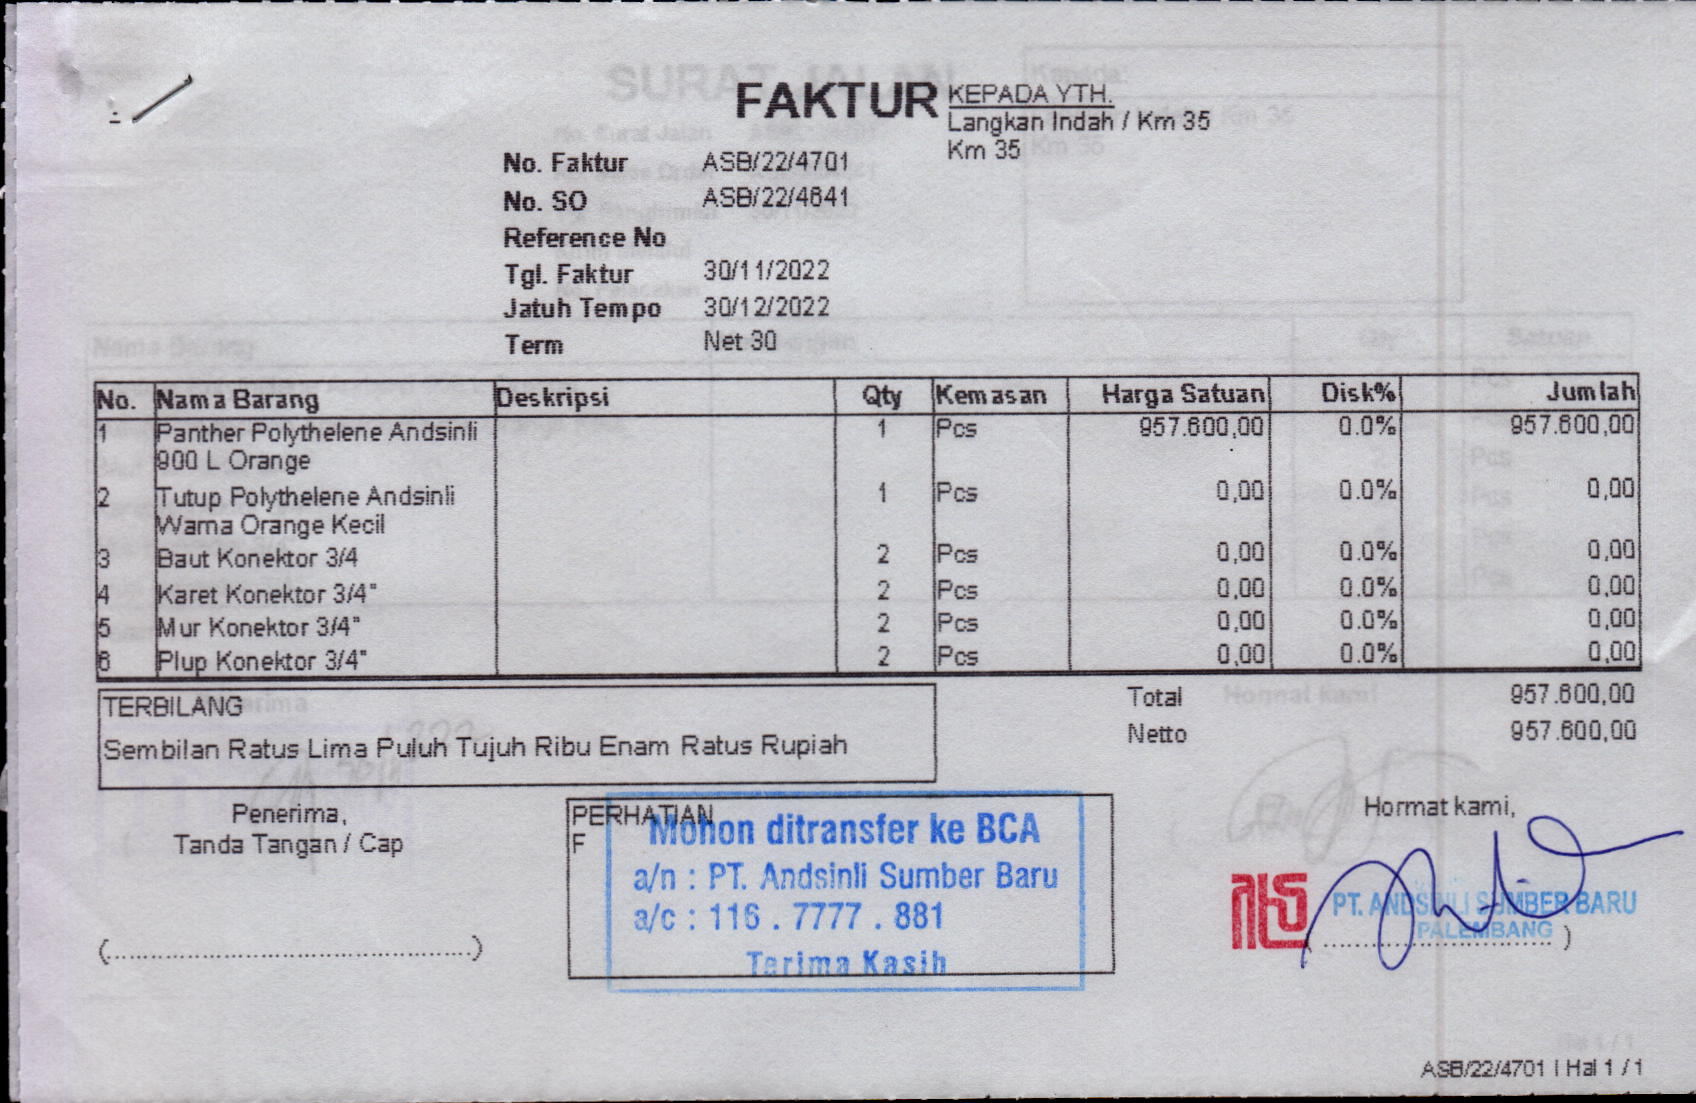 FAKTUR
KEPADA YTH.
Langkan Indah / Km 35
Km 35
No. Faktur ASB/22/4701
No. SO ASB/22/4641
Reference No
Tgl. Faktur 30/11/2022
Jatuh Tempo 30/12/2022
Term Net 30
No. Nama Barang Deskripsi Qty Kemasan Harga Satuan Disk% Jumlah
1 Panther Polythelene Andsinli 1 Pcs 957.600,00 0.0% 957.600,00
900 L Orange
2 Tutup Polythelene Andsinli 1 Pcs 0,00 0.0% 0,00
Warna Orange Kecil
3 Baut Konektor 3/4 2 Pcs 0,00 0.0% 0,00
4 Karet Konektor 3/4" 2 Pcs 0,00 0.0% 0,00
5 Mur Konektor 3/4" 2 Pcs 0,00 0.0% 0,00
6 Plup Konektor 3/4" 2 Pcs 0,00 0.0% 0,00
TERBILANG
Sembilan Ratus Lima Puluh Tujuh Ribu Enam Ratus Rupiah
Total 957.600,00
Netto 957.600,00
Penerima,
Tanda Tangan / Cap
(................................................)
PERHATIAN
F
Mohon ditransfer ke BCA
a/n : PT. Andsinli Sumber Baru
a/c : 116 . 7777 . 881
Terima Kasih
Hormat kami,
PT. ANDSINLI SUMBER BARU
PALEMBANG
(................................)
ASB/22/4701 | Hal 1 / 1